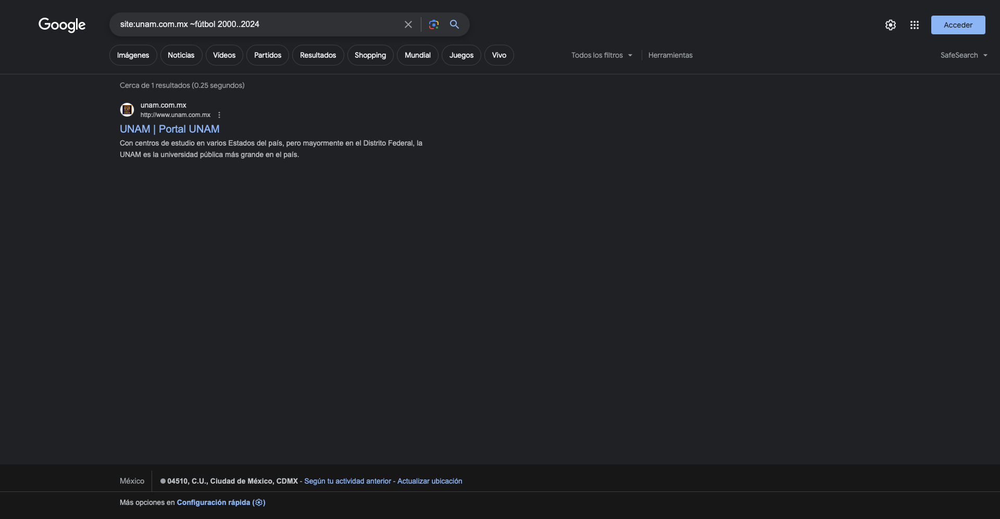 Google
site:unam.com.mx ~fútbol 2000..2024
Acceder
Imágenes Noticias Vídeos Partidos Resultados Shopping Mundial Juegos Vivo Todos los filtros Herramientas SafeSearch
Cerca de 1 resultados (0.25 segundos)
unam.com.mx
http://www.unam.com.mx
UNAM | Portal UNAM
Con centros de estudio en varios Estados del país, pero mayormente en el Distrito Federal, la
UNAM es la universidad pública más grande en el país.
México 04510, C.U., Ciudad de México, CDMX - Según tu actividad anterior - Actualizar ubicación
Más opciones en Configuración rápida ()